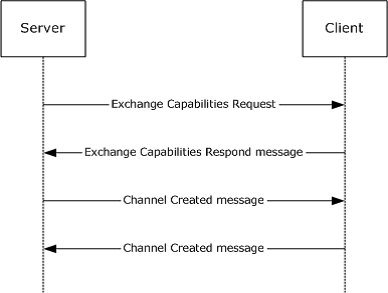 Server
Client
Exchange Capabilities Request
Exchange Capabilities Respond message
Channel Created message
Channel Created message